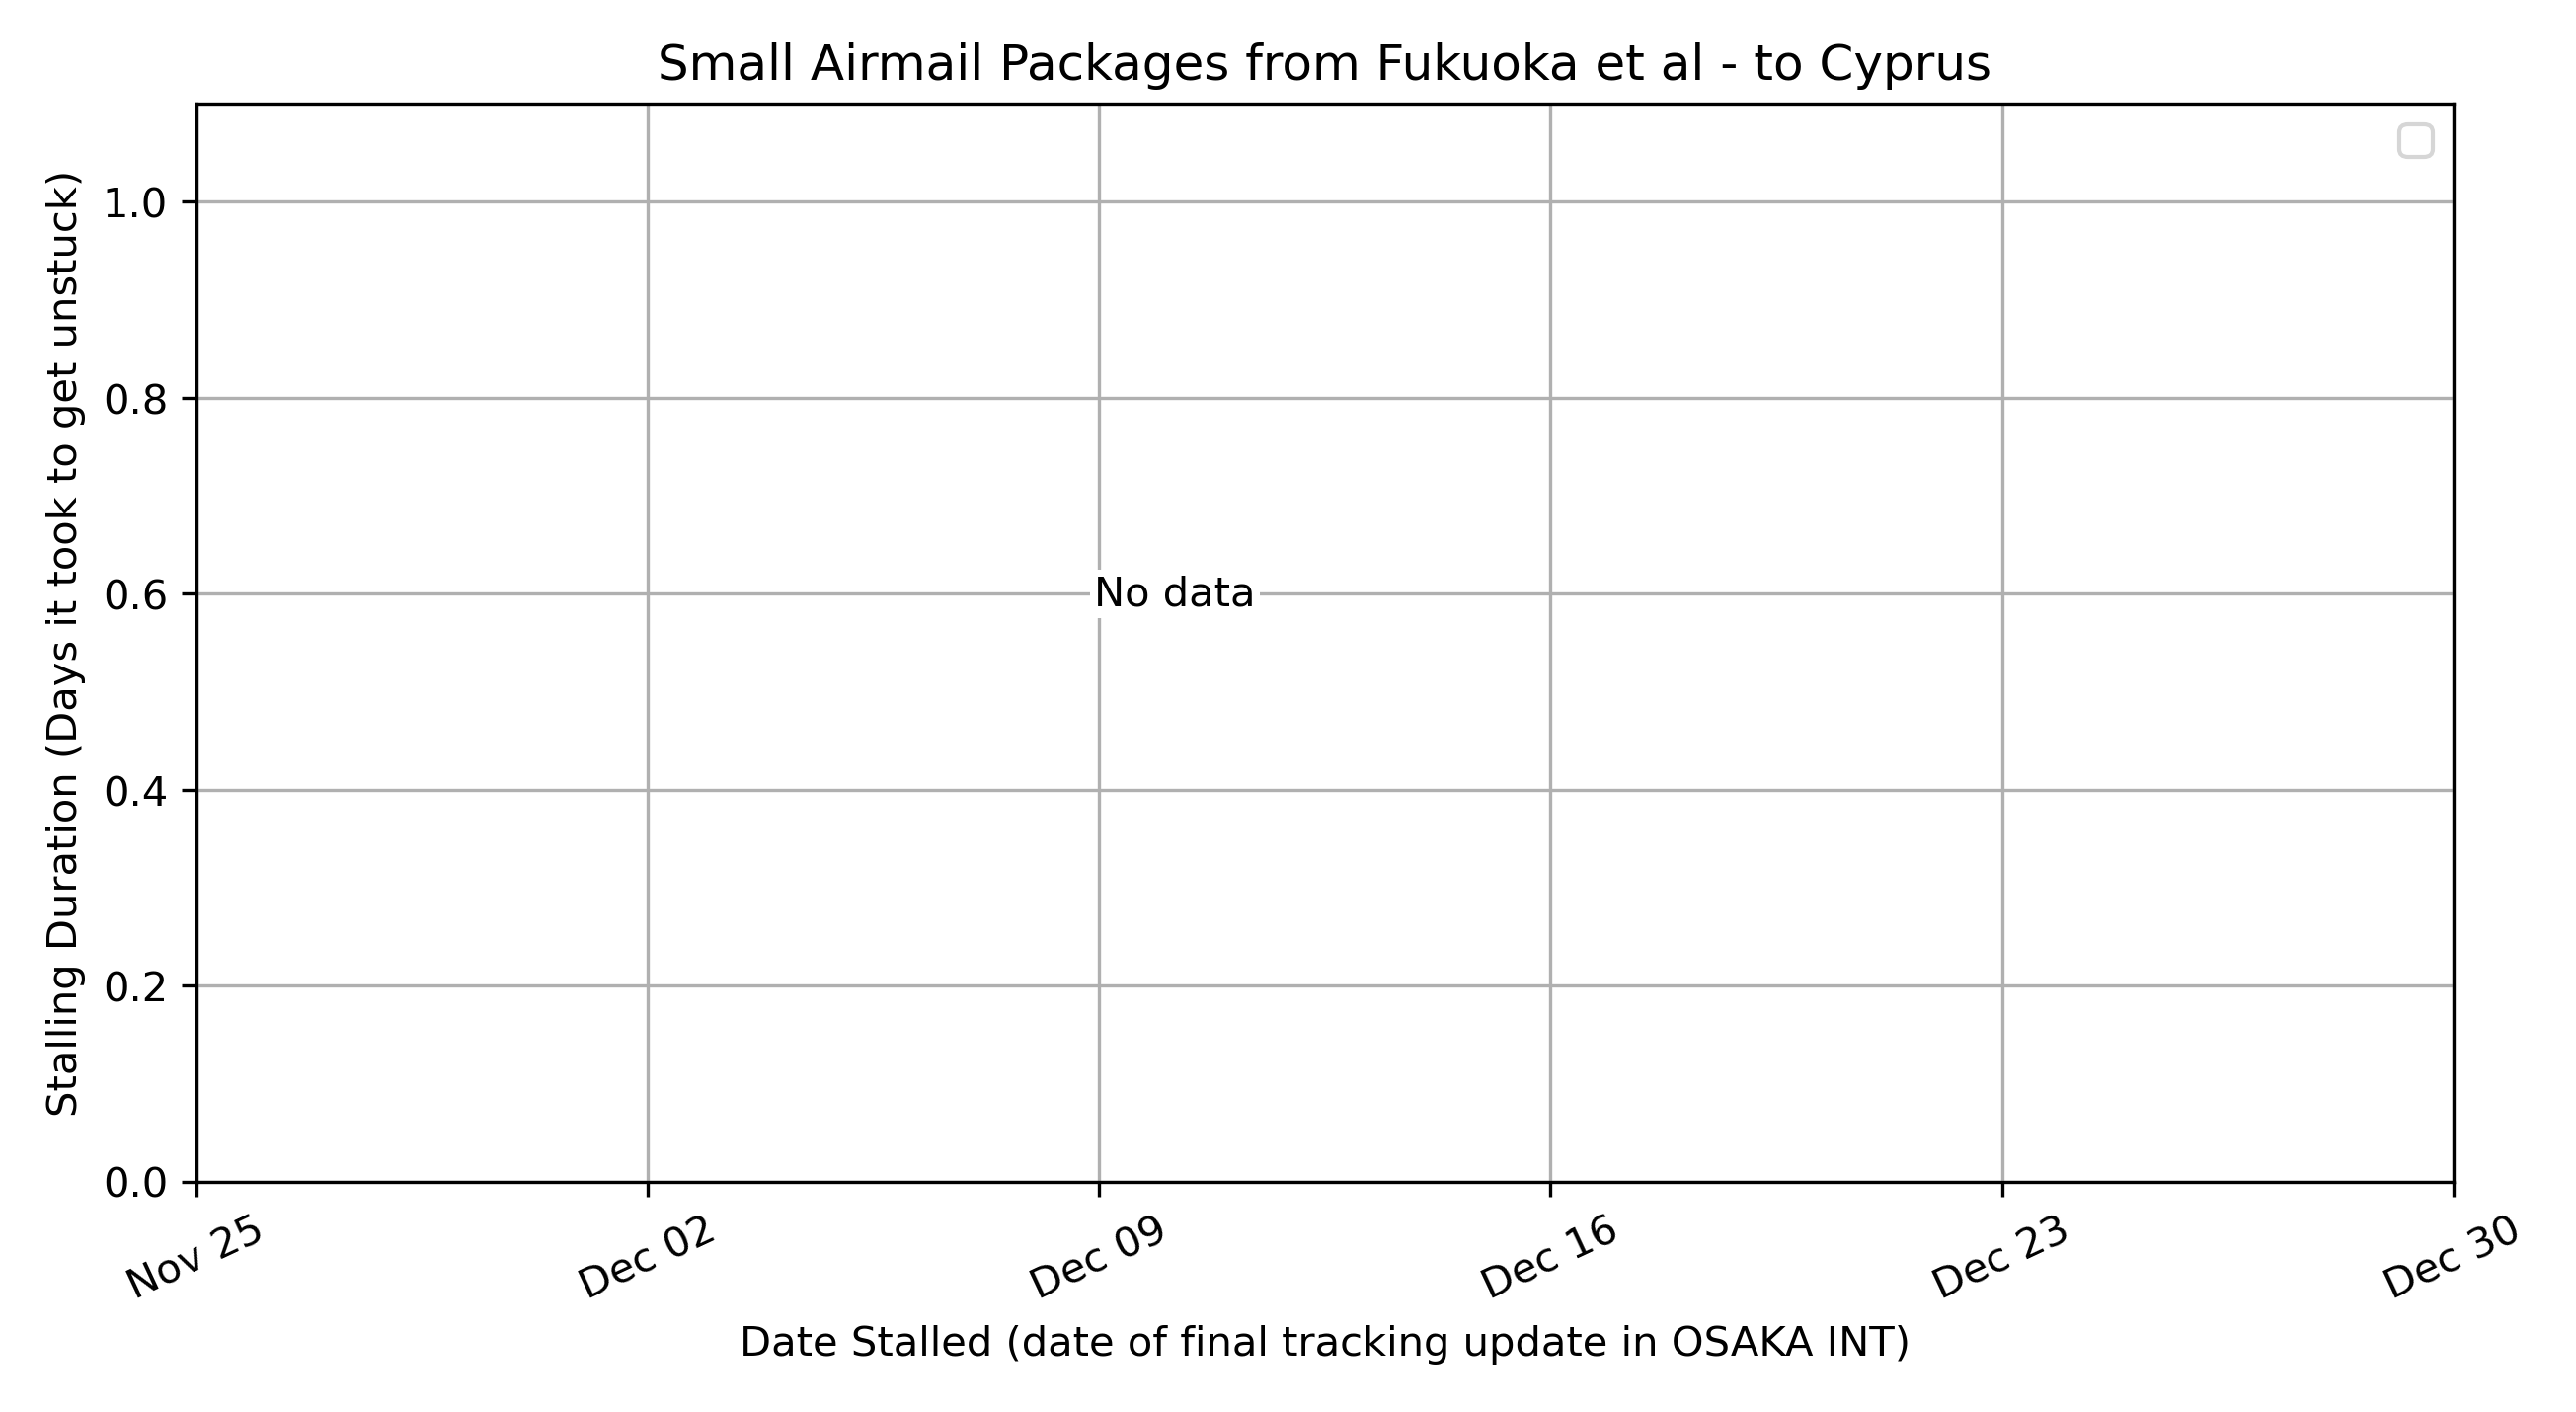 Small Airmail Packages from Fukuoka et al - to Cyprus
Stalling Duration (Days it took to get unstuck)
1.0
0.8
0.6
0.4
0.2
0.0
No data
Nov 25
Dec 02
Dec 09
Dec 16
Dec 23
Dec 30
Date Stalled (date of final tracking update in OSAKA INT)